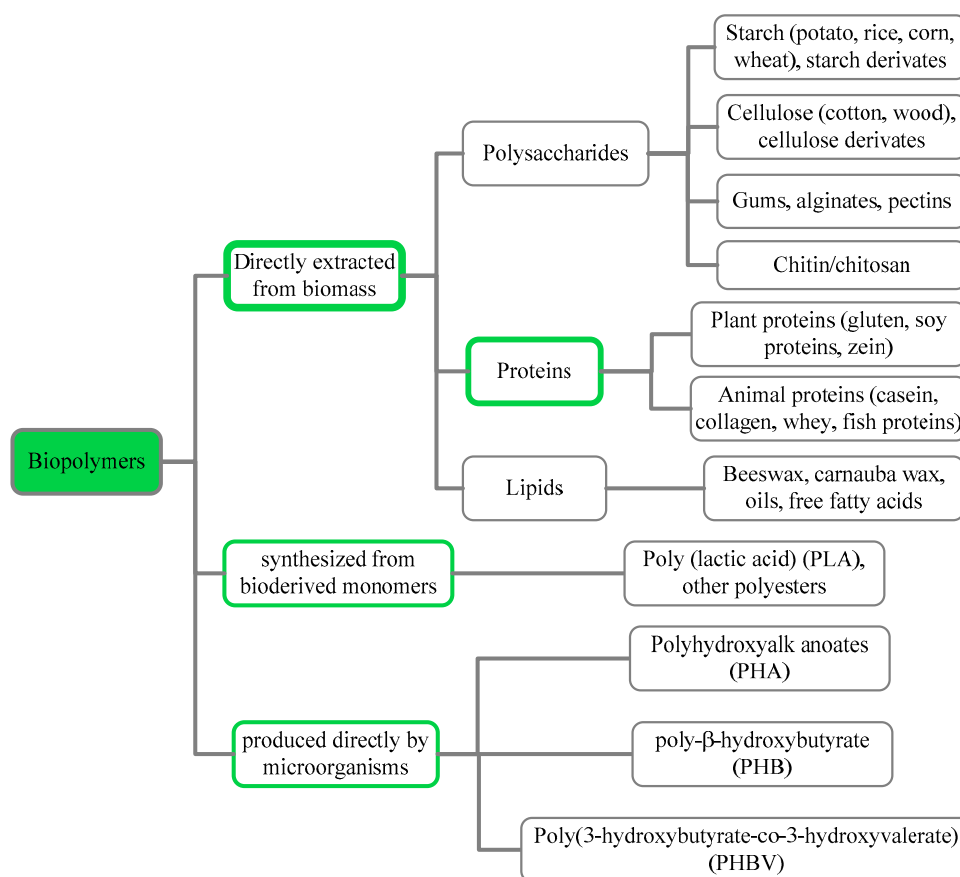 Starch (potato, rice, corn,
wheat), starch derivates
Cellulose (cotton, wood),
cellulose derivates
Polysaccharides
Gums, alginates, pectins
Chitin/chitosan
Directly extracted
from biomass
Plant proteins (gluten, soy
proteins, zein)
Proteins
Animal proteins (casein,
collagen, whey, fish proteins)
Biopolymers
Lipids
Beeswax, carnauba wax,
oils, free fatty acids
synthesized from
bioderived monomers
Poly (lactic acid) (PLA),
other polyesters
Polyhydroxyalk anoates
(PHA)
produced directly by
microorganisms
poly-β-hydroxybutyrate
(PHB)
Poly(3-hydroxybutyrate-co-3-hydroxyvalerate)
(PHBV)